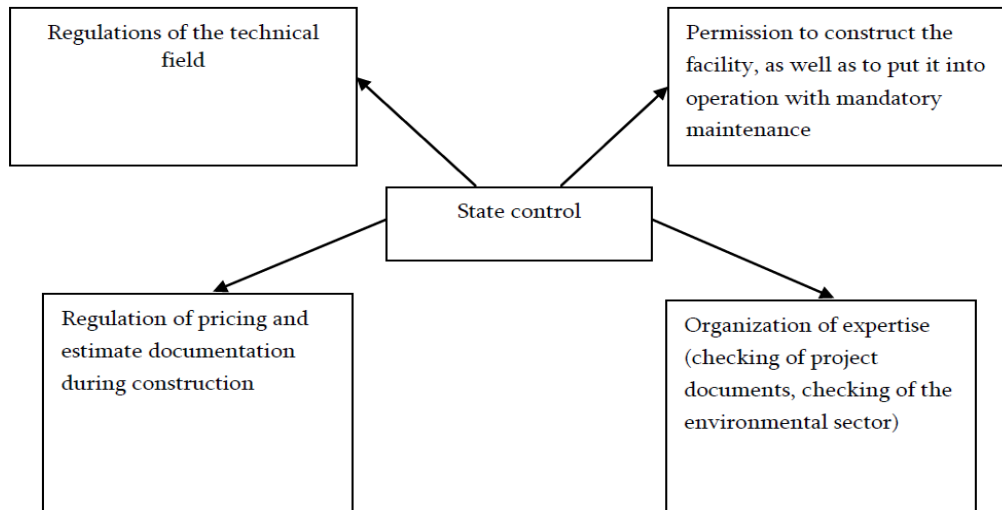 Regulations of the technical
field
Permission to construct the
facility, as well as to put it into
operation with mandatory
maintenance
State control
Regulation of pricing and
estimate documentation
during construction
Organization of expertise
(checking of project
documents, checking of the
environmental sector)